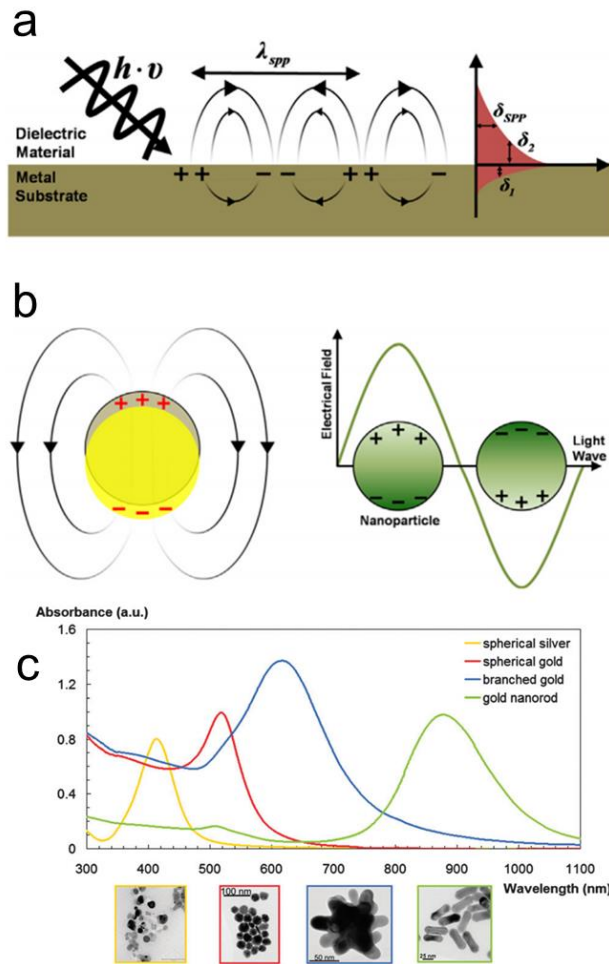 a
h · υ
λspp
Dielectric
Material
Metal
Substrate
+ + − − + + −
δSPP
δ2
δ1
b
+ + +
− − −
Electrical Field
+ + +
− − −
− − −
+ + +
Light
Wave
Nanoparticle
Absorbance (a.u.)
c
1.6
1.2
0.8
0.4
0
spherical silver
spherical gold
branched gold
gold nanorod
300 400 500 600 700 800 900 1000 1100
Wavelength (nm)
100 nm
50 nm
25 nm